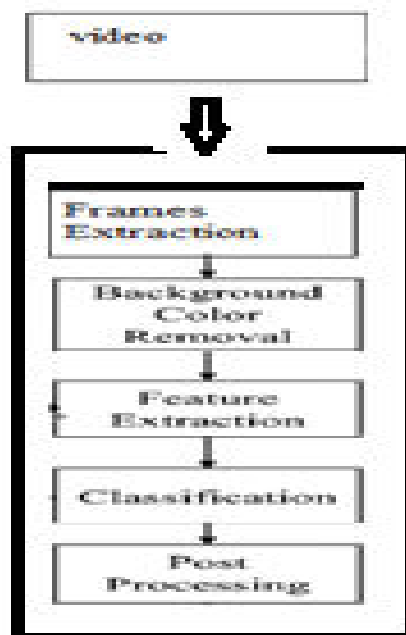 video
Frames
Extraction
Background
Color
Removal
Feature
Extraction
Classification
Post
Processing